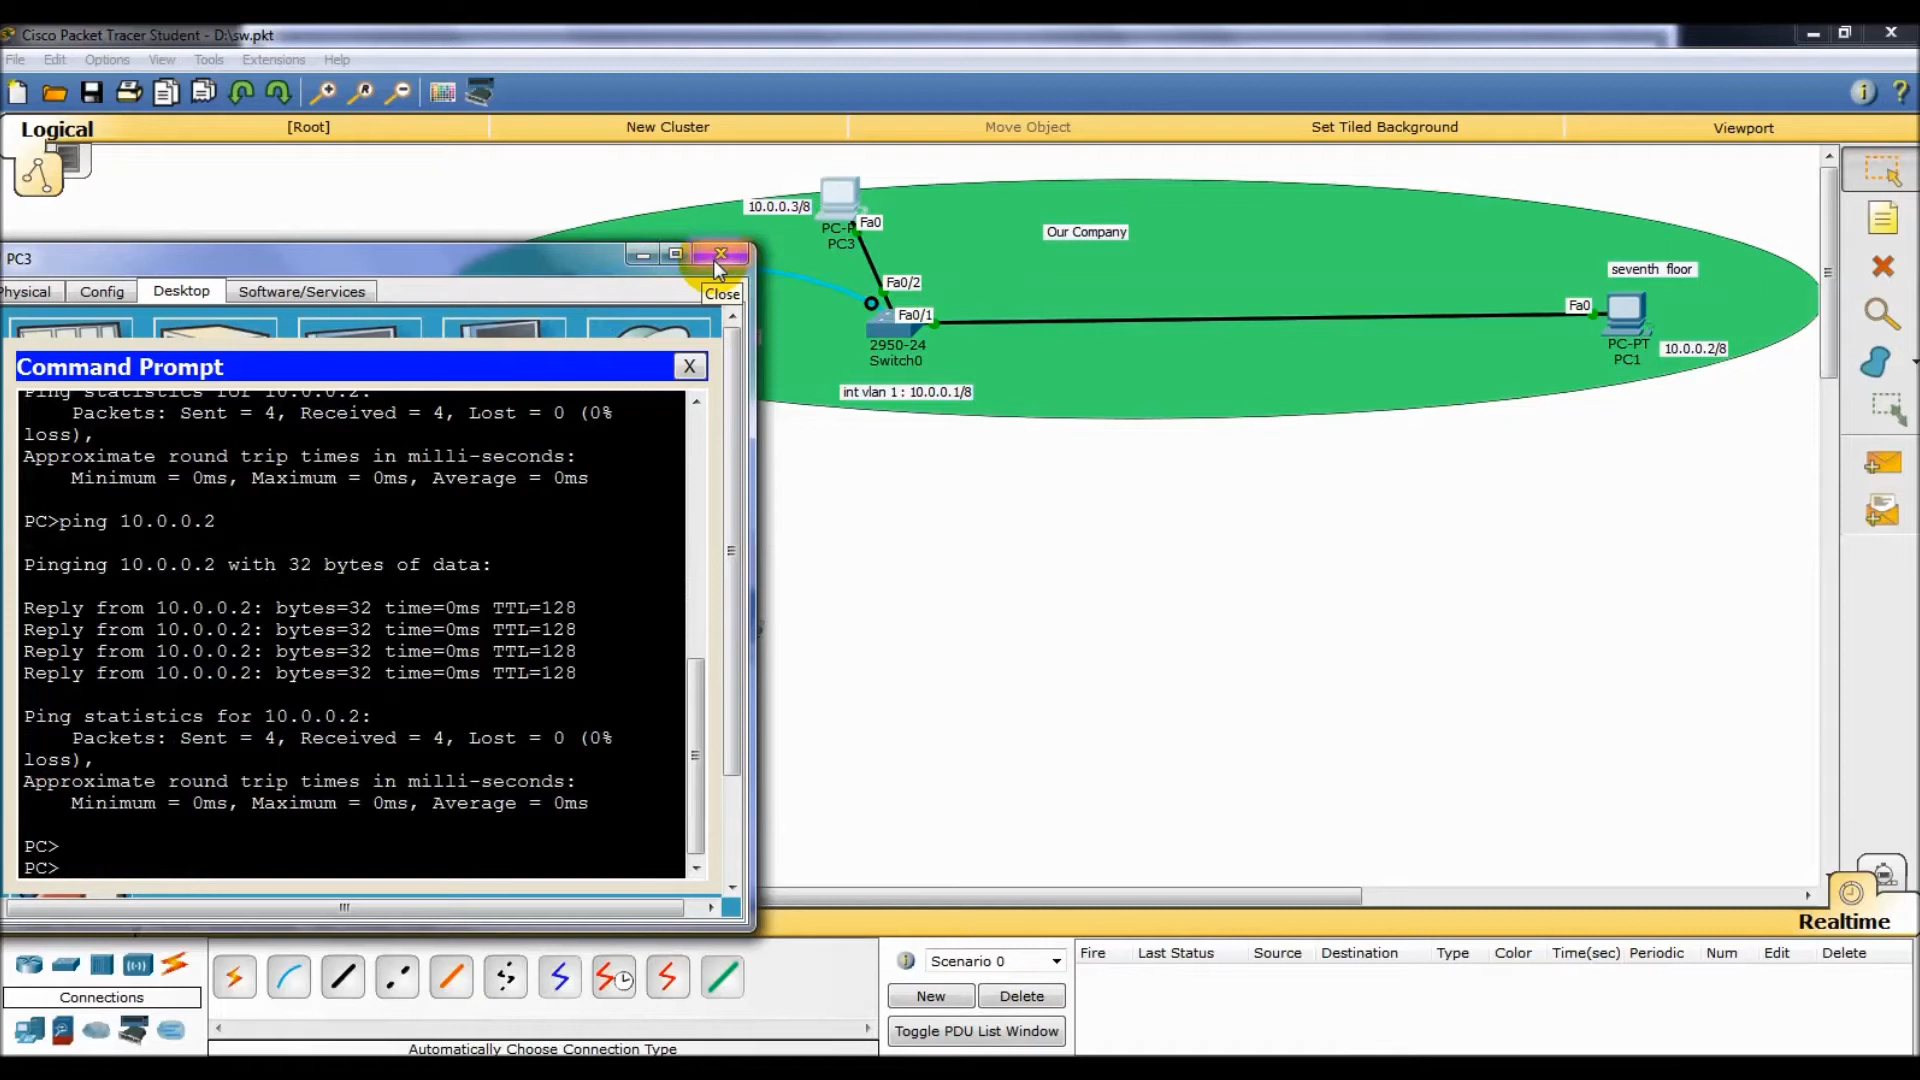 Cisco Packet Tracer Student - D:\sw.pkt
File Edit Options View Tools Extensions Help
Logical
[Root]
New Cluster
Move Object
Set Tiled Background
Viewport
10.0.0.3/8
Fa0
PC3
Our Company
Fa0/2
Fa0/1
2950-24
Switch0
int vlan 1 : 10.0.0.1/8
seventh floor
Fa0
PC-PT
PC1
10.0.0.2/8
PC3
Close
Physical Config Desktop Software/Services
Command Prompt
X
Ping statistics for 10.0.0.2:
Packets: Sent = 4, Received = 4, Lost = 0 (0%
loss),
Approximate round trip times in milli-seconds:
Minimum = 0ms, Maximum = 0ms, Average = 0ms
PC>ping 10.0.0.2
Pinging 10.0.0.2 with 32 bytes of data:
Reply from 10.0.0.2: bytes=32 time=0ms TTL=128
Reply from 10.0.0.2: bytes=32 time=0ms TTL=128
Reply from 10.0.0.2: bytes=32 time=0ms TTL=128
Reply from 10.0.0.2: bytes=32 time=0ms TTL=128
Ping statistics for 10.0.0.2:
Packets: Sent = 4, Received = 4, Lost = 0 (0%
loss),
Approximate round trip times in milli-seconds:
Minimum = 0ms, Maximum = 0ms, Average = 0ms
PC>
PC>
Realtime
Connections
Automatically Choose Connection Type
Scenario 0
New
Delete
Toggle PDU List Window
Fire Last Status Source Destination Type Color Time(sec) Periodic Num Edit Delete